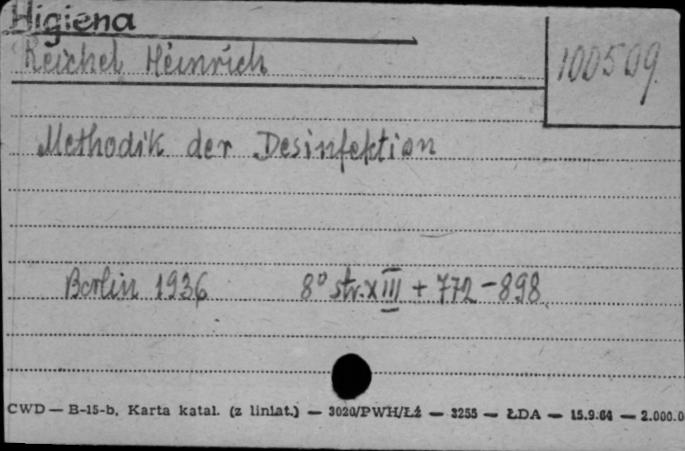 Higiena
Reichel Heinrich
100509
Methodik der Desinfektion
Berlin 1936 8° str. XIII + 772-898
CWD — B-15-b. Karta katal. (z liniat.) — 3020/PWH/Łż — 3255 — ŁDA — 15.9.64 — 2.000.0